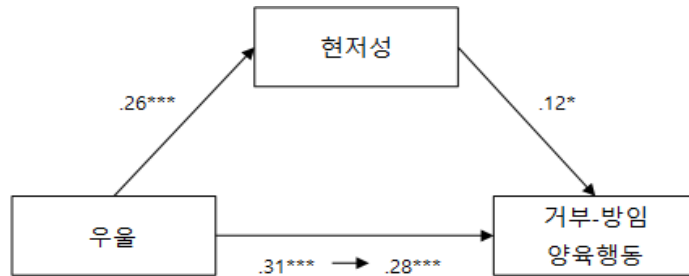 현저성
.26***
.12*
우울
거부-방임
양육행동
.31*** → .28***